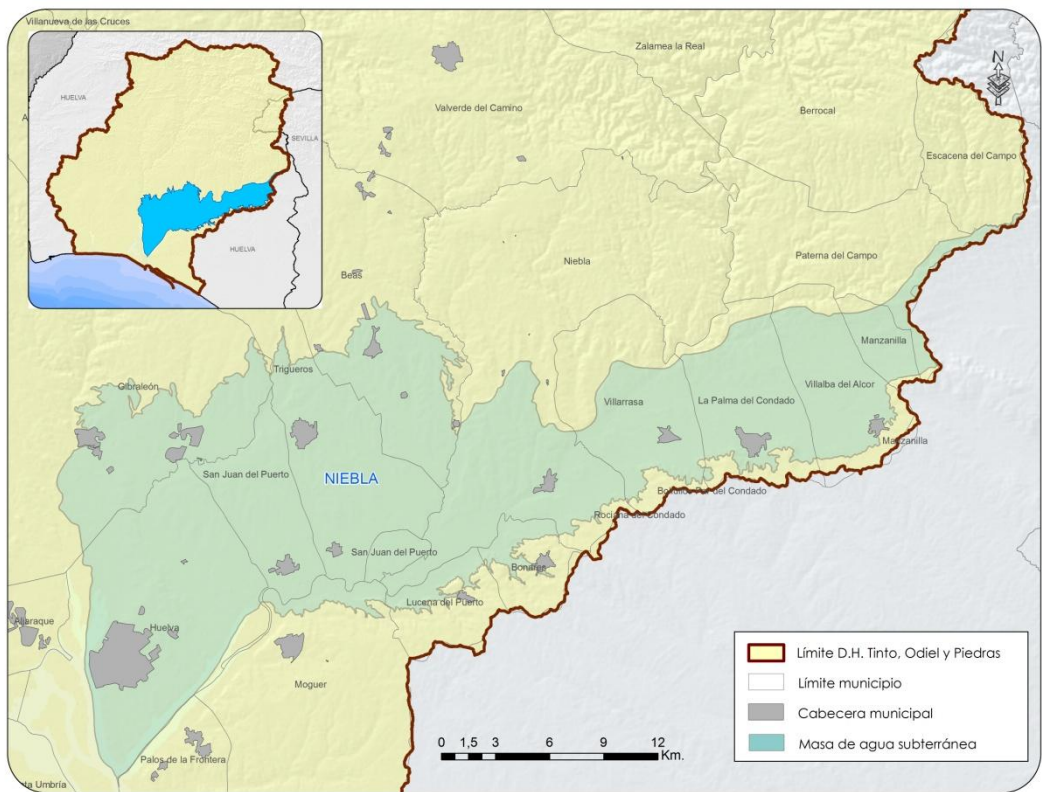 Villanueva de las Cruces
Zalamea la Real
N
HUELVA
Valverde del Camino
Berrocal
SEVILLA
Escacena del Campo
HUELVA
Niebla
Paterna del Campo
Beas
Manzanilla
Trigueros
Gibraleón
Villalba del Alcor
Villarrasa
La Palma del Condado
Manzanilla
San Juan del Puerto
NIEBLA
Rociana del Condado
San Juan del Puerto
Bonares
Lucena del Puerto
Aljaraque
Huelva
Moguer
Palos de la Frontera
ta Umbría
0 1,5 3 6 9 12
Km.
Límite D.H. Tinto, Odiel y Piedras
Límite municipio
Cabecera municipal
Masa de agua subterránea